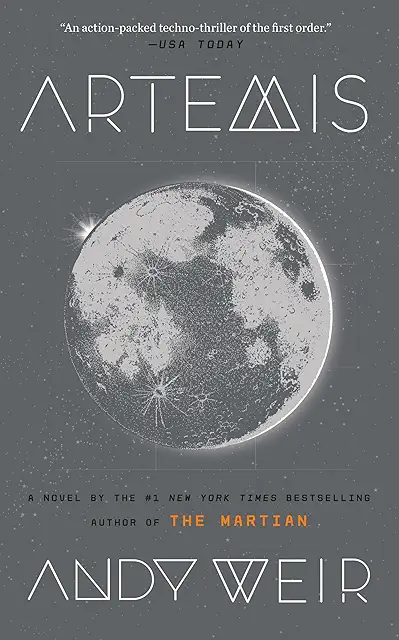 “An action-packed techno-thriller of the first order.”
—USA TODAY
ARTEMIS
A NOVEL BY THE #1 NEW YORK TIMES BESTSELLING
AUTHOR OF THE MARTIAN
ANDY WEIR